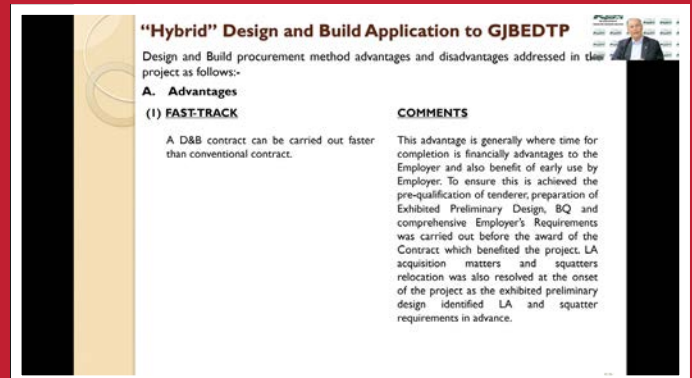 “Hybrid” Design and Build Application to GJBEDTP
Design and Build procurement method advantages and disadvantages addressed in the
project as follows:-
A. Advantages
(1) FAST-TRACK
A D&B contract can be carried out faster
than conventional contract.
COMMENTS
This advantage is generally where time for
completion is financially advantages to the
Employer and also benefit of early use by
Employer. To ensure this is achieved the
pre-qualification of tenderer, preparation of
Exhibited Preliminary Design, BQ and
comprehensive Employer's Requirements
was carried out before the award of the
Contract which benefited the project. LA
acquisition matters and squatters
relocation was also resolved at the onset
of the project as the exhibited preliminary
design identified LA and squatter
requirements in advance.